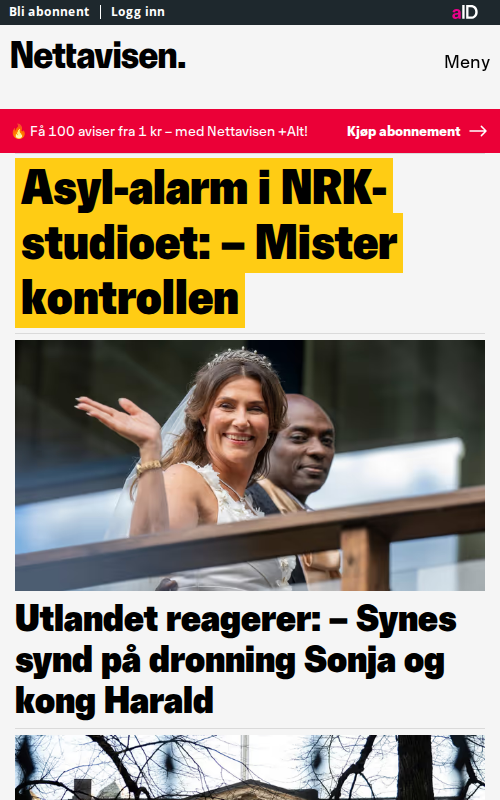 Bli abonnent | Logg inn
aID
Nettavisen.
Meny
🔥 Få 100 aviser fra 1 kr – med Nettavisen +Alt!
Kjøp abonnement →
Asyl-alarm i NRK-
studioet: – Mister
kontrollen
Utlandet reagerer: – Synes
synd på dronning Sonja og
kong Harald